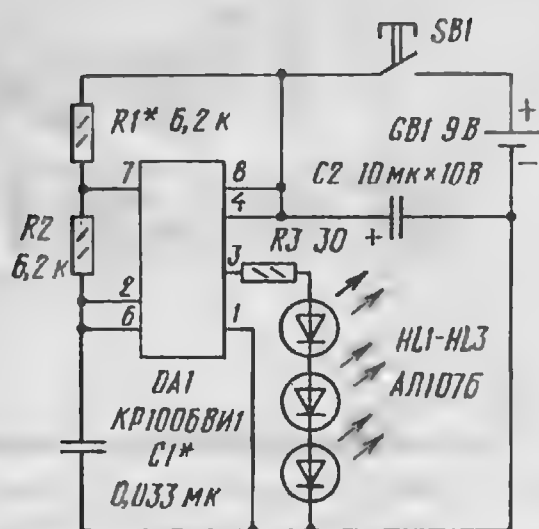 SB1
R1* 6,2 к
GB1 9В
+
−
7
8
4
C2 10мк×10В
+
R2
6,2 к
R3 30
3
2
6
1
HL1-HL3
АЛ107Б
DA1
КР1006ВИ1
C1*
0,033 мк